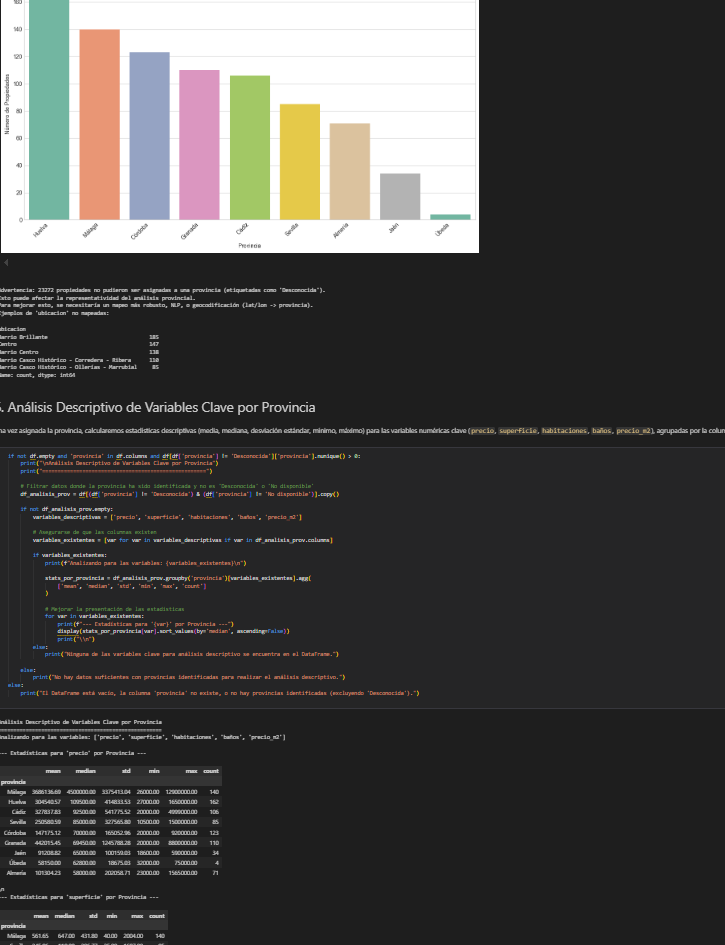 160
140
120
100
80
60
40
20
0
Número de Propiedades
Huelva
Málaga
Córdoba
Granada
Cádiz
Sevilla
Almería
Jaén
Úbeda
Provincia
Advertencia: 23272 propiedades no pudieron ser asignadas a una provincia (etiquetadas como 'Desconocida').
Esto puede afectar la representatividad del análisis provincial.
Para mejorar esto, se necesitaría un mapeo más robusto, NLP, o geocodificación (lat/lon -> provincia).
Ejemplos de 'ubicacion' no mapeadas:
ubicacion
Barrio Brillante 185
Centro 147
Barrio Centro 138
Barrio Casco Histórico - Corredera - Ribera 110
Barrio Casco Histórico - Ollerías - Marrubial 85
Name: count, dtype: int64
. Análisis Descriptivo de Variables Clave por Provincia
na vez asignada la provincia, calcularemos estadísticas descriptivas (media, mediana, desviación estándar, mínimo, máximo) para las variables numéricas clave (precio, superficie, habitaciones, baños, precio_m2), agrupadas por la colum
if not df.empty and 'provincia' in df.columns and df[df['provincia'] != 'Desconocida']['provincia'].nunique() > 0:
print("\nAnálisis Descriptivo de Variables Clave por Provincia")
# Filtrar datos donde la provincia ha sido identificada y no es 'Desconocida' o 'No disponible'
df_analisis_prov = df[(df['provincia'] != 'Desconocida') & (df['provincia'] != 'No disponible')].copy()
if not df_analisis_prov.empty:
variables_descriptivas = ['precio', 'superficie', 'habitaciones', 'baños', 'precio_m2']
# Asegurarse de que las columnas existen
variables_existentes = [var for var in variables_descriptivas if var in df_analisis_prov.columns]
if variables_existentes:
print(f"Analizando para las variables: {variables_existentes}\n")
stats_por_provincia = df_analisis_prov.groupby('provincia')[variables_existentes].agg(
['mean', 'median', 'std', 'min', 'max', 'count']
)
# Mejorar la presentación de las estadísticas
for var in variables_existentes:
print(f"--- Estadísticas para '{var}' por Provincia ---")
display(stats_por_provincia[var].sort_values(by='median', ascending=False))
print("\\n")
else:
print("Ninguna de las variables clave para análisis descriptivo se encuentra en el DataFrame.")
else:
print("No hay datos suficientes con provincias identificadas para realizar el análisis descriptivo.")
else:
print("El DataFrame está vacío, la columna 'provincia' no existe, o no hay provincias identificadas (excluyendo 'Desconocida').")
Análisis Descriptivo de Variables Clave por Provincia
Analizando para las variables: ['precio', 'superficie', 'habitaciones', 'baños', 'precio_m2']
--- Estadísticas para 'precio' por Provincia ---
mean median std min max count
provincia
Málaga 3686136.69 4500000.00 3375413.04 26000.00 12900000.00 140
Huelva 304540.57 109500.00 414833.53 27000.00 1650000.00 162
Cádiz 327837.83 92500.00 541775.52 20000.00 4999000.00 106
Sevilla 250580.59 85000.00 327565.80 10500.00 1500000.00 85
Córdoba 147175.12 70000.00 165052.96 20000.00 920000.00 123
Granada 442015.45 69450.00 1245788.28 20000.00 8800000.00 110
Jaén 91208.82 65000.00 100159.03 18600.00 590000.00 34
Úbeda 58150.00 62800.00 18675.03 32000.00 75000.00 4
Almería 101304.23 58000.00 202058.71 23000.00 1565000.00 71
\n
--- Estadísticas para 'superficie' por Provincia ---
mean median std min max count
provincia
Málaga 561.65 647.00 431.80 40.00 2004.00 140